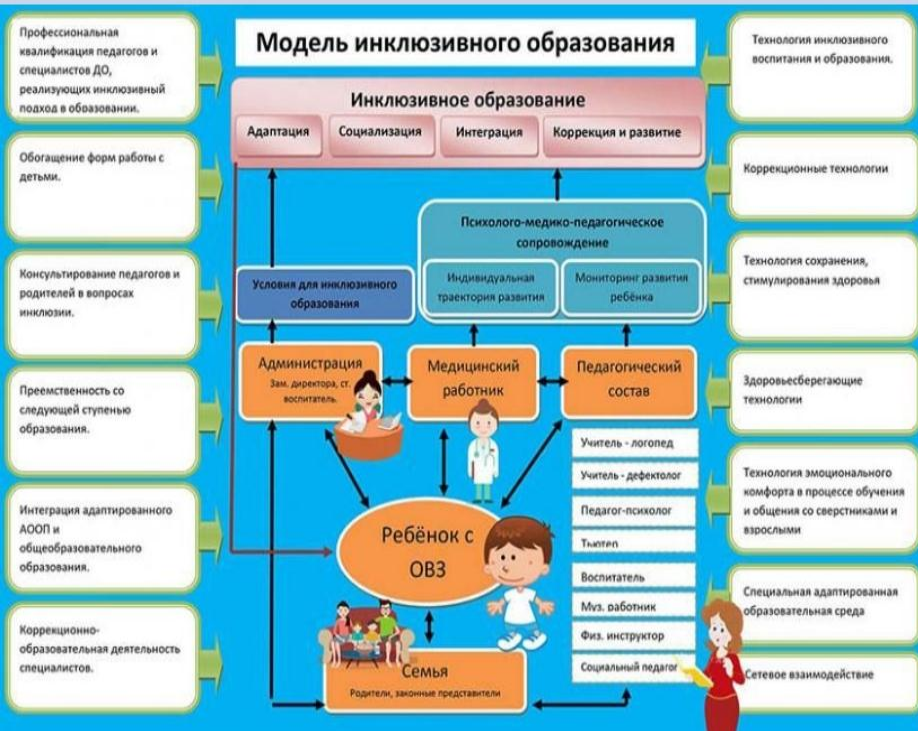 Модель инклюзивного образования
Профессиональная
квалификация педагогов и
специалистов ДО,
реализующих инклюзивный
подход в образовании.
Обогащение форм работы с
детьми.
Консультирование педагогов и
родителей в вопросах
инклюзии.
Преемственность со
следующей ступенью
образования.
Интеграция адаптированного
АООП и
общеобразовательного
образования.
Коррекционно-
образовательная деятельность
специалистов.
Инклюзивное образование
Адаптация
Социализация
Интеграция
Коррекция и развитие
Психолого-медико-педагогическое
сопровождение
Условия для инклюзивного
образования
Индивидуальная
траектория развития
Мониторинг развития
ребёнка
Администрация
Зам. директора, ст.
воспитатель.
Медицинский
работник
Педагогический
состав
Учитель - логопед
Учитель - дефектолог
Педагог-психолог
Тьютер
Воспитатель
Муз. работник
Физ. инструктор
Социальный педагог
Ребёнок с
ОВЗ
Семья
Родители, законные представители
Технология инклюзивного
воспитания и образования.
Коррекционные технологии
Технология сохранения,
стимулирования здоровья
Здоровьесберегающие
технологии
Технология эмоционального
комфорта в процессе обучения
и общения со сверстниками и
взрослыми
Специальная адаптированная
образовательная среда
Сетевое взаимодействие